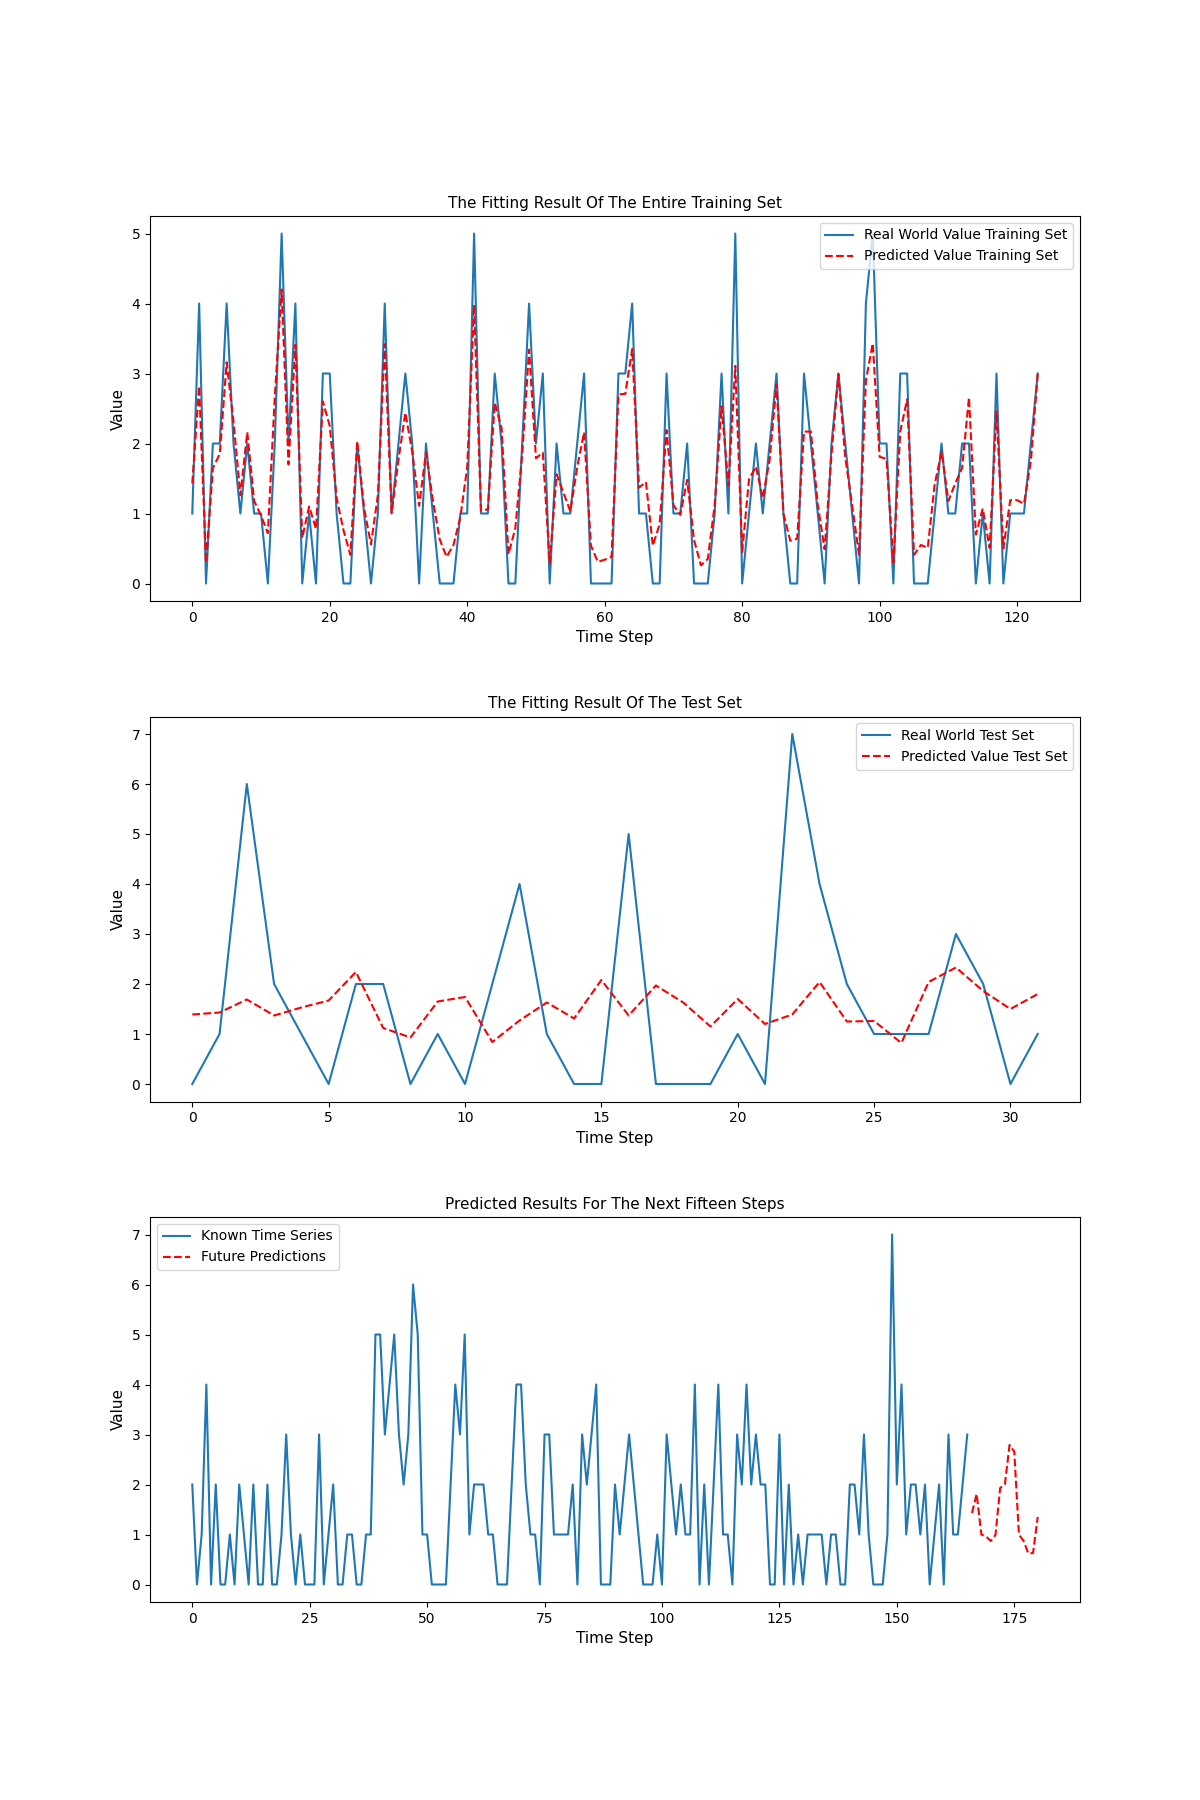 The Fitting Result Of The Entire Training Set
Real World Value Training Set
Predicted Value Training Set
5
4
3
2
1
0
Value
0 20 40 60 80 100 120
Time Step
The Fitting Result Of The Test Set
Real World Test Set
Predicted Value Test Set
7
6
5
4
3
2
1
0
Value
0 5 10 15 20 25 30
Time Step
Predicted Results For The Next Fifteen Steps
Known Time Series
Future Predictions
7
6
5
4
3
2
1
0
Value
0 25 50 75 100 125 150 175
Time Step